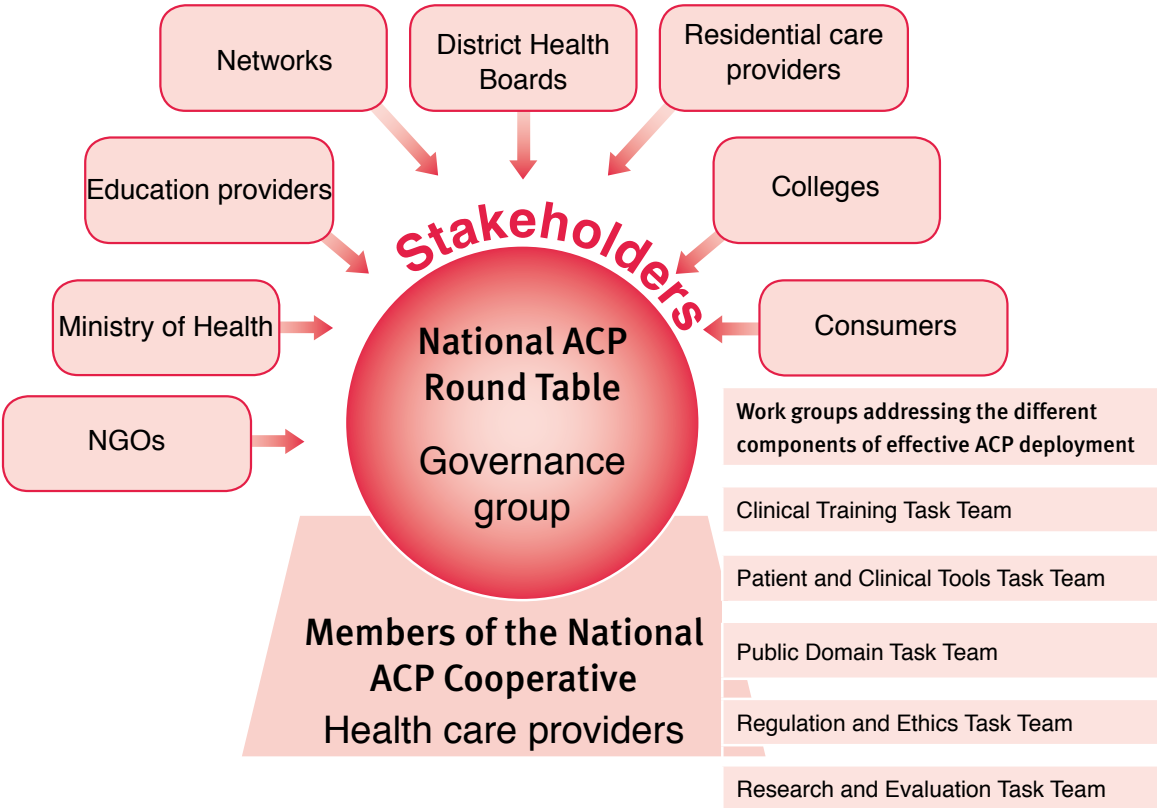 Networks
District Health
Boards
Residential care
providers
Education providers
Colleges
Stakeholders
Ministry of Health
Consumers
NGOs
National ACP
Round Table
Governance
group
Members of the National
ACP Cooperative
Health care providers
Work groups addressing the different
components of effective ACP deployment
Clinical Training Task Team
Patient and Clinical Tools Task Team
Public Domain Task Team
Regulation and Ethics Task Team
Research and Evaluation Task Team